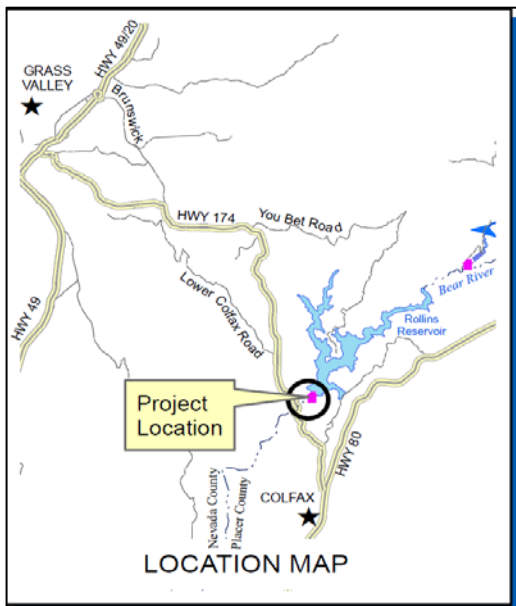 HWY 49/20
GRASS
VALLEY
Brunswick
HWY 174
You Bet Road
Bear River
Lower Colfax Road
Rollins
Reservoir
HWY 49
Project
Location
HWY 80
Nevada County
Placer County
COLFAX
LOCATION MAP